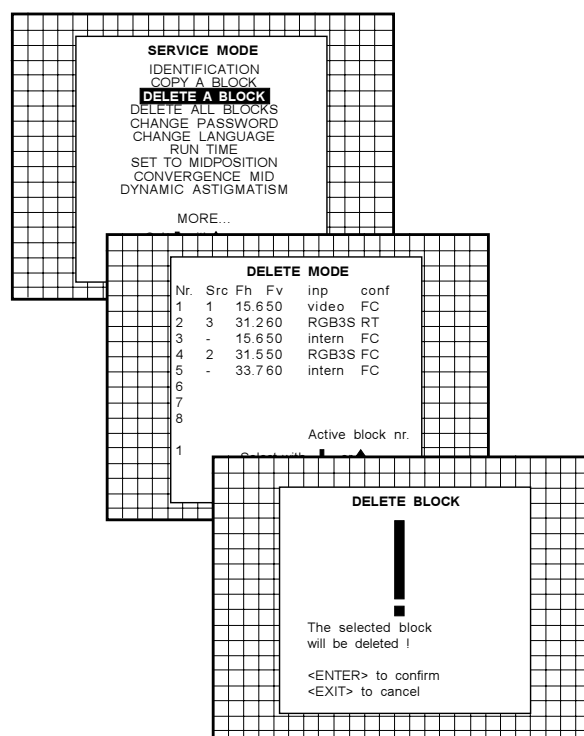 SERVICE MODE
IDENTIFICATION
COPY A BLOCK
DELETE A BLOCK
DELETE ALL BLOCKS
CHANGE PASSWORD
CHANGE LANGUAGE
RUN TIME
SET TO MIDPOSITION
CONVERGENCE MID
DYNAMIC ASTIGMATISM
MORE...
DELETE MODE
Nr. Src Fh Fv inp conf
1 1 15.6 50 video FC
2 3 31.2 60 RGB3S RT
3 - 15.6 50 intern FC
4 2 31.5 50 RGB3S FC
5 - 33.7 60 intern FC
6
7
8
Active block nr.
1
Select with
DELETE BLOCK
!
The selected block
will be deleted !
<ENTER> to confirm
<EXIT> to cancel